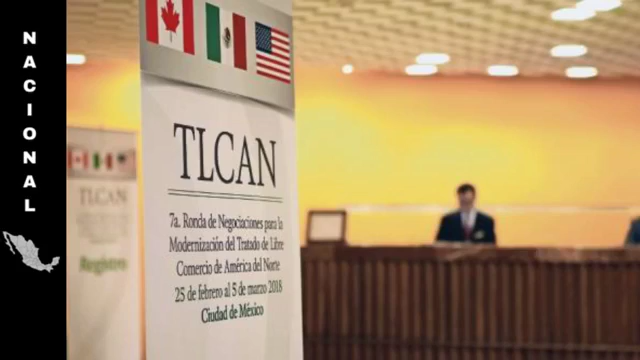 NACIONAL
TLCAN
7a. Ronda de Negociaciones para la
Modernización del Tratado de Libre
Comercio de América del Norte
25 de febrero al 5 de marzo 2018
Ciudad de México
TLCAN
Registro